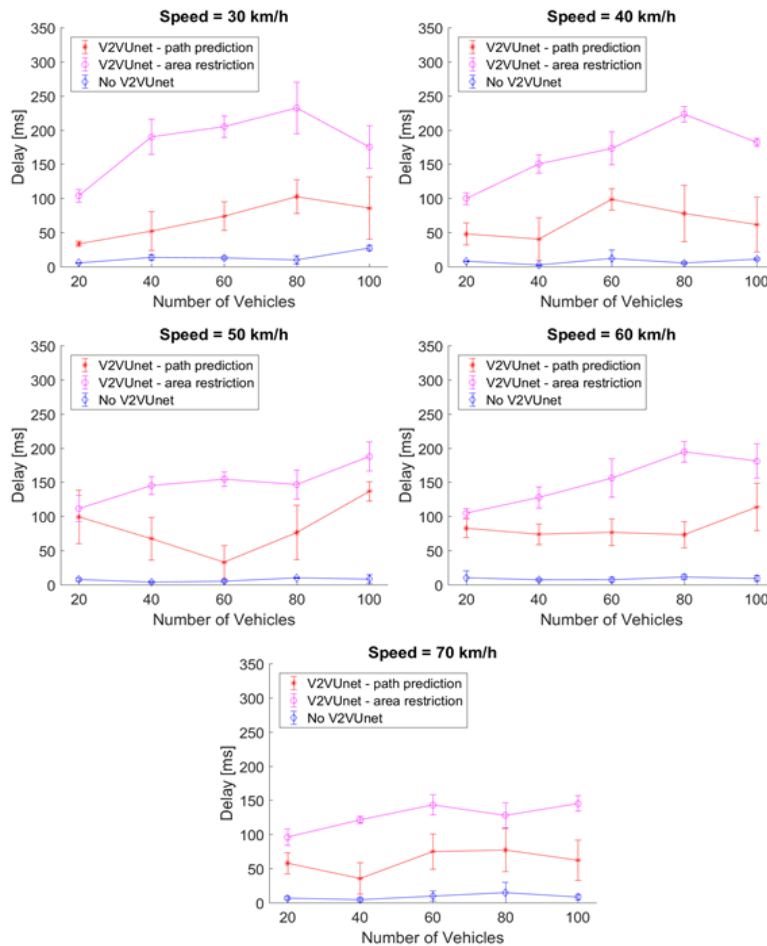 Speed = 30 km/h
350
300
250
200
150
100
50
0
Delay [ms]
V2VUnet - path prediction
V2VUnet - area restriction
No V2VUnet
20 40 60 80 100
Number of Vehicles
Speed = 40 km/h
350
300
250
200
150
100
50
0
Delay [ms]
V2VUnet - path prediction
V2VUnet - area restriction
No V2VUnet
20 40 60 80 100
Number of Vehicles
Speed = 50 km/h
350
300
250
200
150
100
50
0
Delay [ms]
V2VUnet - path prediction
V2VUnet - area restriction
No V2VUnet
20 40 60 80 100
Number of Vehicles
Speed = 60 km/h
350
300
250
200
150
100
50
0
Delay [ms]
V2VUnet - path prediction
V2VUnet - area restriction
No V2VUnet
20 40 60 80 100
Number of Vehicles
Speed = 70 km/h
350
300
250
200
150
100
50
0
Delay [ms]
V2VUnet - path prediction
V2VUnet - area restriction
No V2VUnet
20 40 60 80 100
Number of Vehicles